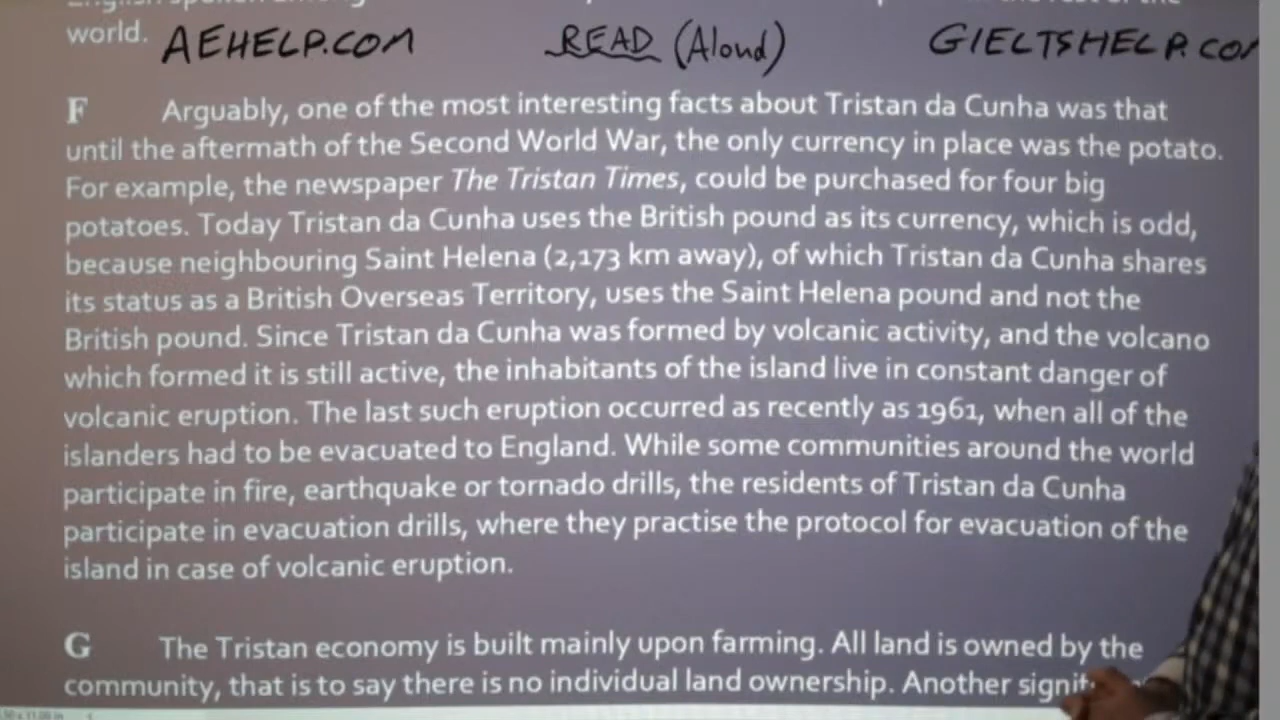 world.
AEHELP.COM READ (Aloud) GIELTSHELP.CO
F Arguably, one of the most interesting facts about Tristan da Cunha was that
until the aftermath of the Second World War, the only currency in place was the potato.
For example, the newspaper The Tristan Times, could be purchased for four big
potatoes. Today Tristan da Cunha uses the British pound as its currency, which is odd,
because neighbouring Saint Helena (2,173 km away), of which Tristan da Cunha shares
its status as a British Overseas Territory, uses the Saint Helena pound and not the
British pound. Since Tristan da Cunha was formed by volcanic activity, and the volcano
which formed it is still active, the inhabitants of the island live in constant danger of
volcanic eruption. The last such eruption occurred as recently as 1961, when all of the
islanders had to be evacuated to England. While some communities around the world
participate in fire, earthquake or tornado drills, the residents of Tristan da Cunha
participate in evacuation drills, where they practise the protocol for evacuation of the
island in case of volcanic eruption.
G The Tristan economy is built mainly upon farming. All land is owned by the
community, that is to say there is no individual land ownership. Another